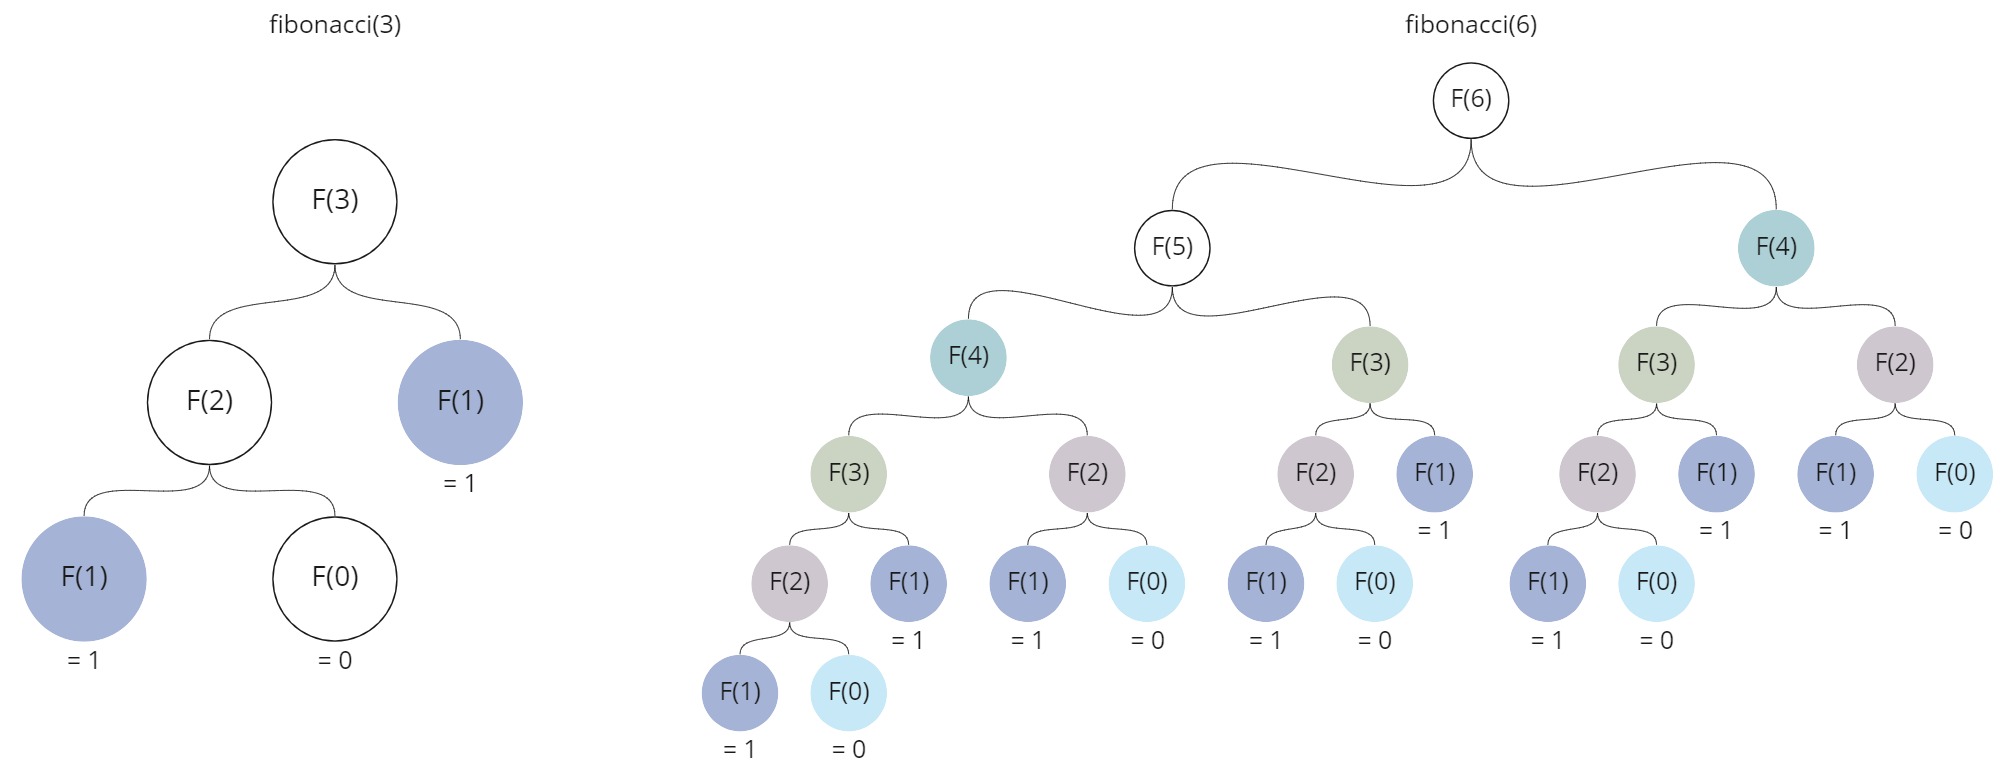 fibonacci(3)
F(3)
F(2)
F(1)
= 1
F(1)
F(0)
= 1
= 0
fibonacci(6)
F(6)
F(5)
F(4)
F(4)
F(3)
F(3)
F(2)
F(3)
F(2)
F(2)
F(1)
F(2)
F(1)
F(1)
F(0)
= 1
= 1
= 1
= 0
F(2)
F(1)
F(1)
F(0)
F(1)
F(0)
F(1)
F(0)
= 1
= 1
= 0
= 1
= 0
= 1
= 0
F(1)
F(0)
= 1
= 0